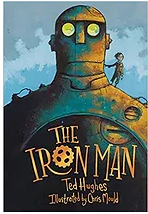 THE
IRON MAN
Ted Hughes
Illustrated by Chris Mould